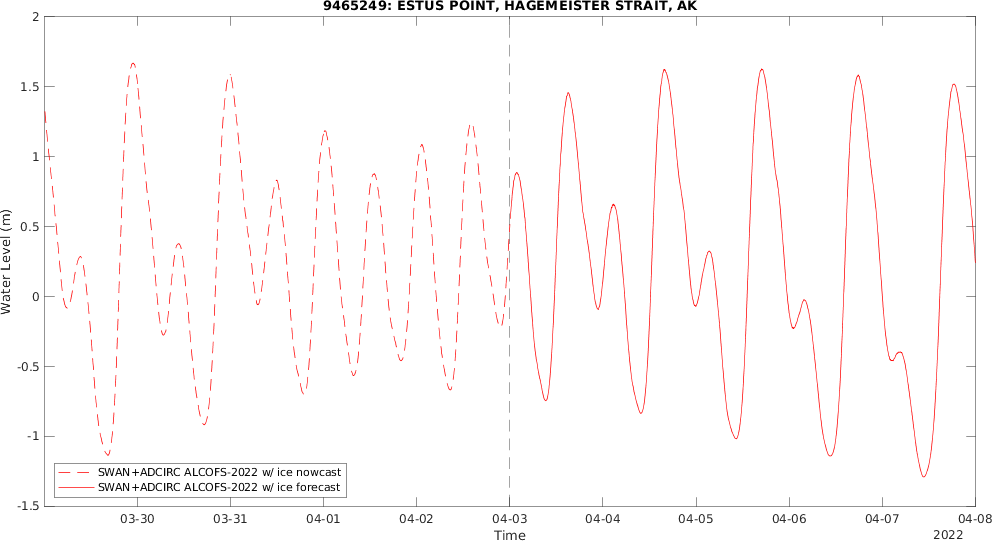 9465249: ESTUS POINT, HAGEMEISTER STRAIT, AK
2
1.5
1
0.5
0
-0.5
-1
-1.5
Water Level (m)
SWAN+ADCIRC ALCOFS-2022 w/ ice nowcast
SWAN+ADCIRC ALCOFS-2022 w/ ice forecast
03-30 03-31 04-01 04-02 04-03 04-04 04-05 04-06 04-07 04-08
Time
2022